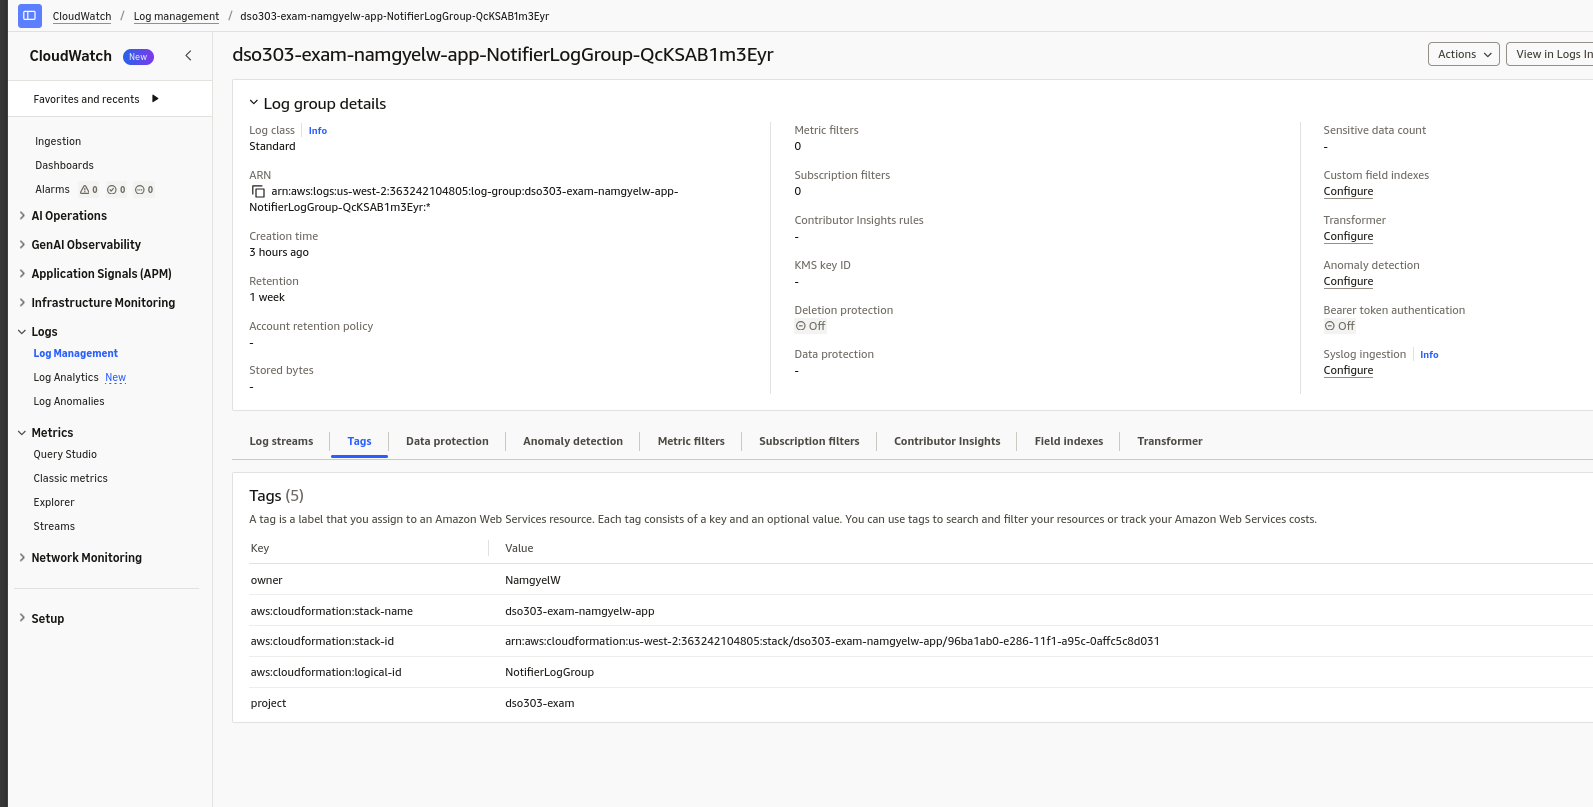 CloudWatch / Log management / dso303-exam-namgyelw-app-NotifierLogGroup-QcKSAB1m3Eyr
CloudWatch New
Favorites and recents
Ingestion
Dashboards
Alarms 0 0 0
AI Operations
GenAI Observability
Application Signals (APM)
Infrastructure Monitoring
Logs
Log Management
Log Analytics New
Log Anomalies
Metrics
Query Studio
Classic metrics
Explorer
Streams
Network Monitoring
Setup
dso303-exam-namgyelw-app-NotifierLogGroup-QcKSAB1m3Eyr
Actions
View in Logs In
Log group details
Log class Info
Standard
ARN
arn:aws:logs:us-west-2:363242104805:log-group:dso303-exam-namgyelw-app-
NotifierLogGroup-QcKSAB1m3Eyr:*
Creation time
3 hours ago
Retention
1 week
Account retention policy
-
Stored bytes
-
Metric filters
0
Subscription filters
0
Contributor Insights rules
-
KMS key ID
-
Deletion protection
Off
Data protection
-
Sensitive data count
-
Custom field indexes
Configure
Transformer
Configure
Anomaly detection
Configure
Bearer token authentication
Off
Syslog ingestion Info
Configure
Log streams Tags Data protection Anomaly detection Metric filters Subscription filters Contributor Insights Field indexes Transformer
Tags (5)
A tag is a label that you assign to an Amazon Web Services resource. Each tag consists of a key and an optional value. You can use tags to search and filter your resources or track your Amazon Web Services costs.
Key Value
owner NamgyelW
aws:cloudformation:stack-name dso303-exam-namgyelw-app
aws:cloudformation:stack-id arn:aws:cloudformation:us-west-2:363242104805:stack/dso303-exam-namgyelw-app/96ba1ab0-e286-11f1-a95c-0affc5c8d031
aws:cloudformation:logical-id NotifierLogGroup
project dso303-exam